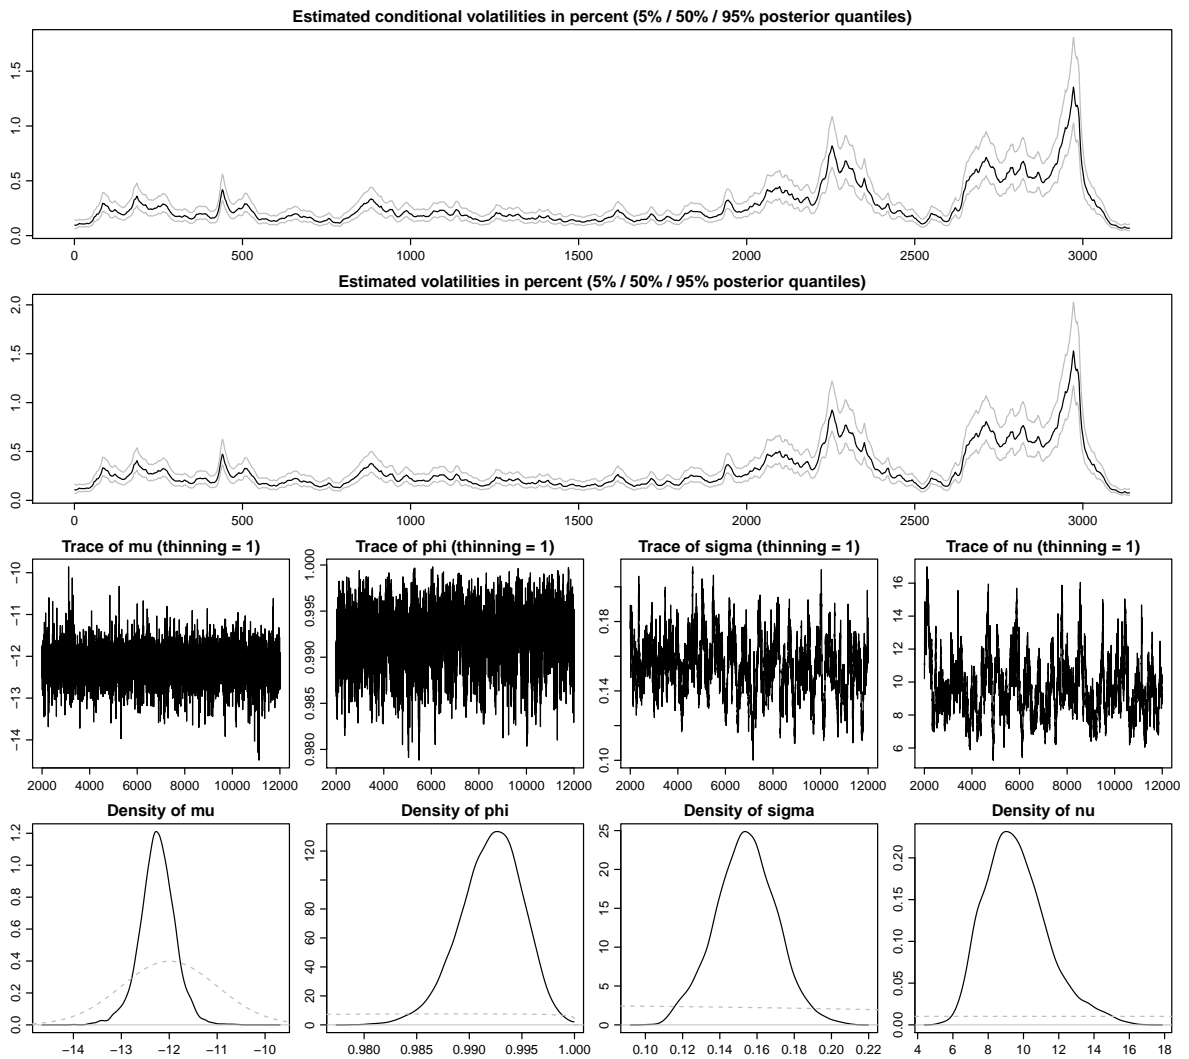 Estimated conditional volatilities in percent (5% / 50% / 95% posterior quantiles)
1.5
1.0
0.5
0.0
0 500 1000 1500 2000 2500 3000
Estimated volatilities in percent (5% / 50% / 95% posterior quantiles)
2.0
1.5
1.0
0.5
0.0
0 500 1000 1500 2000 2500 3000
Trace of mu (thinning = 1)
−10
−11
−12
−13
−14
2000 4000 6000 8000 10000 12000
Trace of phi (thinning = 1)
1.000
0.995
0.990
0.985
0.980
2000 4000 6000 8000 10000 12000
Trace of sigma (thinning = 1)
0.18
0.14
0.10
2000 4000 6000 8000 10000 12000
Trace of nu (thinning = 1)
16
14
12
10
8
6
2000 4000 6000 8000 10000 12000
Density of mu
1.2
1.0
0.8
0.6
0.4
0.2
0.0
−14 −13 −12 −11 −10
Density of phi
120
80
60
40
20
0
0.980 0.985 0.990 0.995 1.000
Density of sigma
25
20
15
10
5
0
0.10 0.12 0.14 0.16 0.18 0.20 0.22
Density of nu
0.20
0.15
0.10
0.05
0.00
4 6 8 10 12 14 16 18